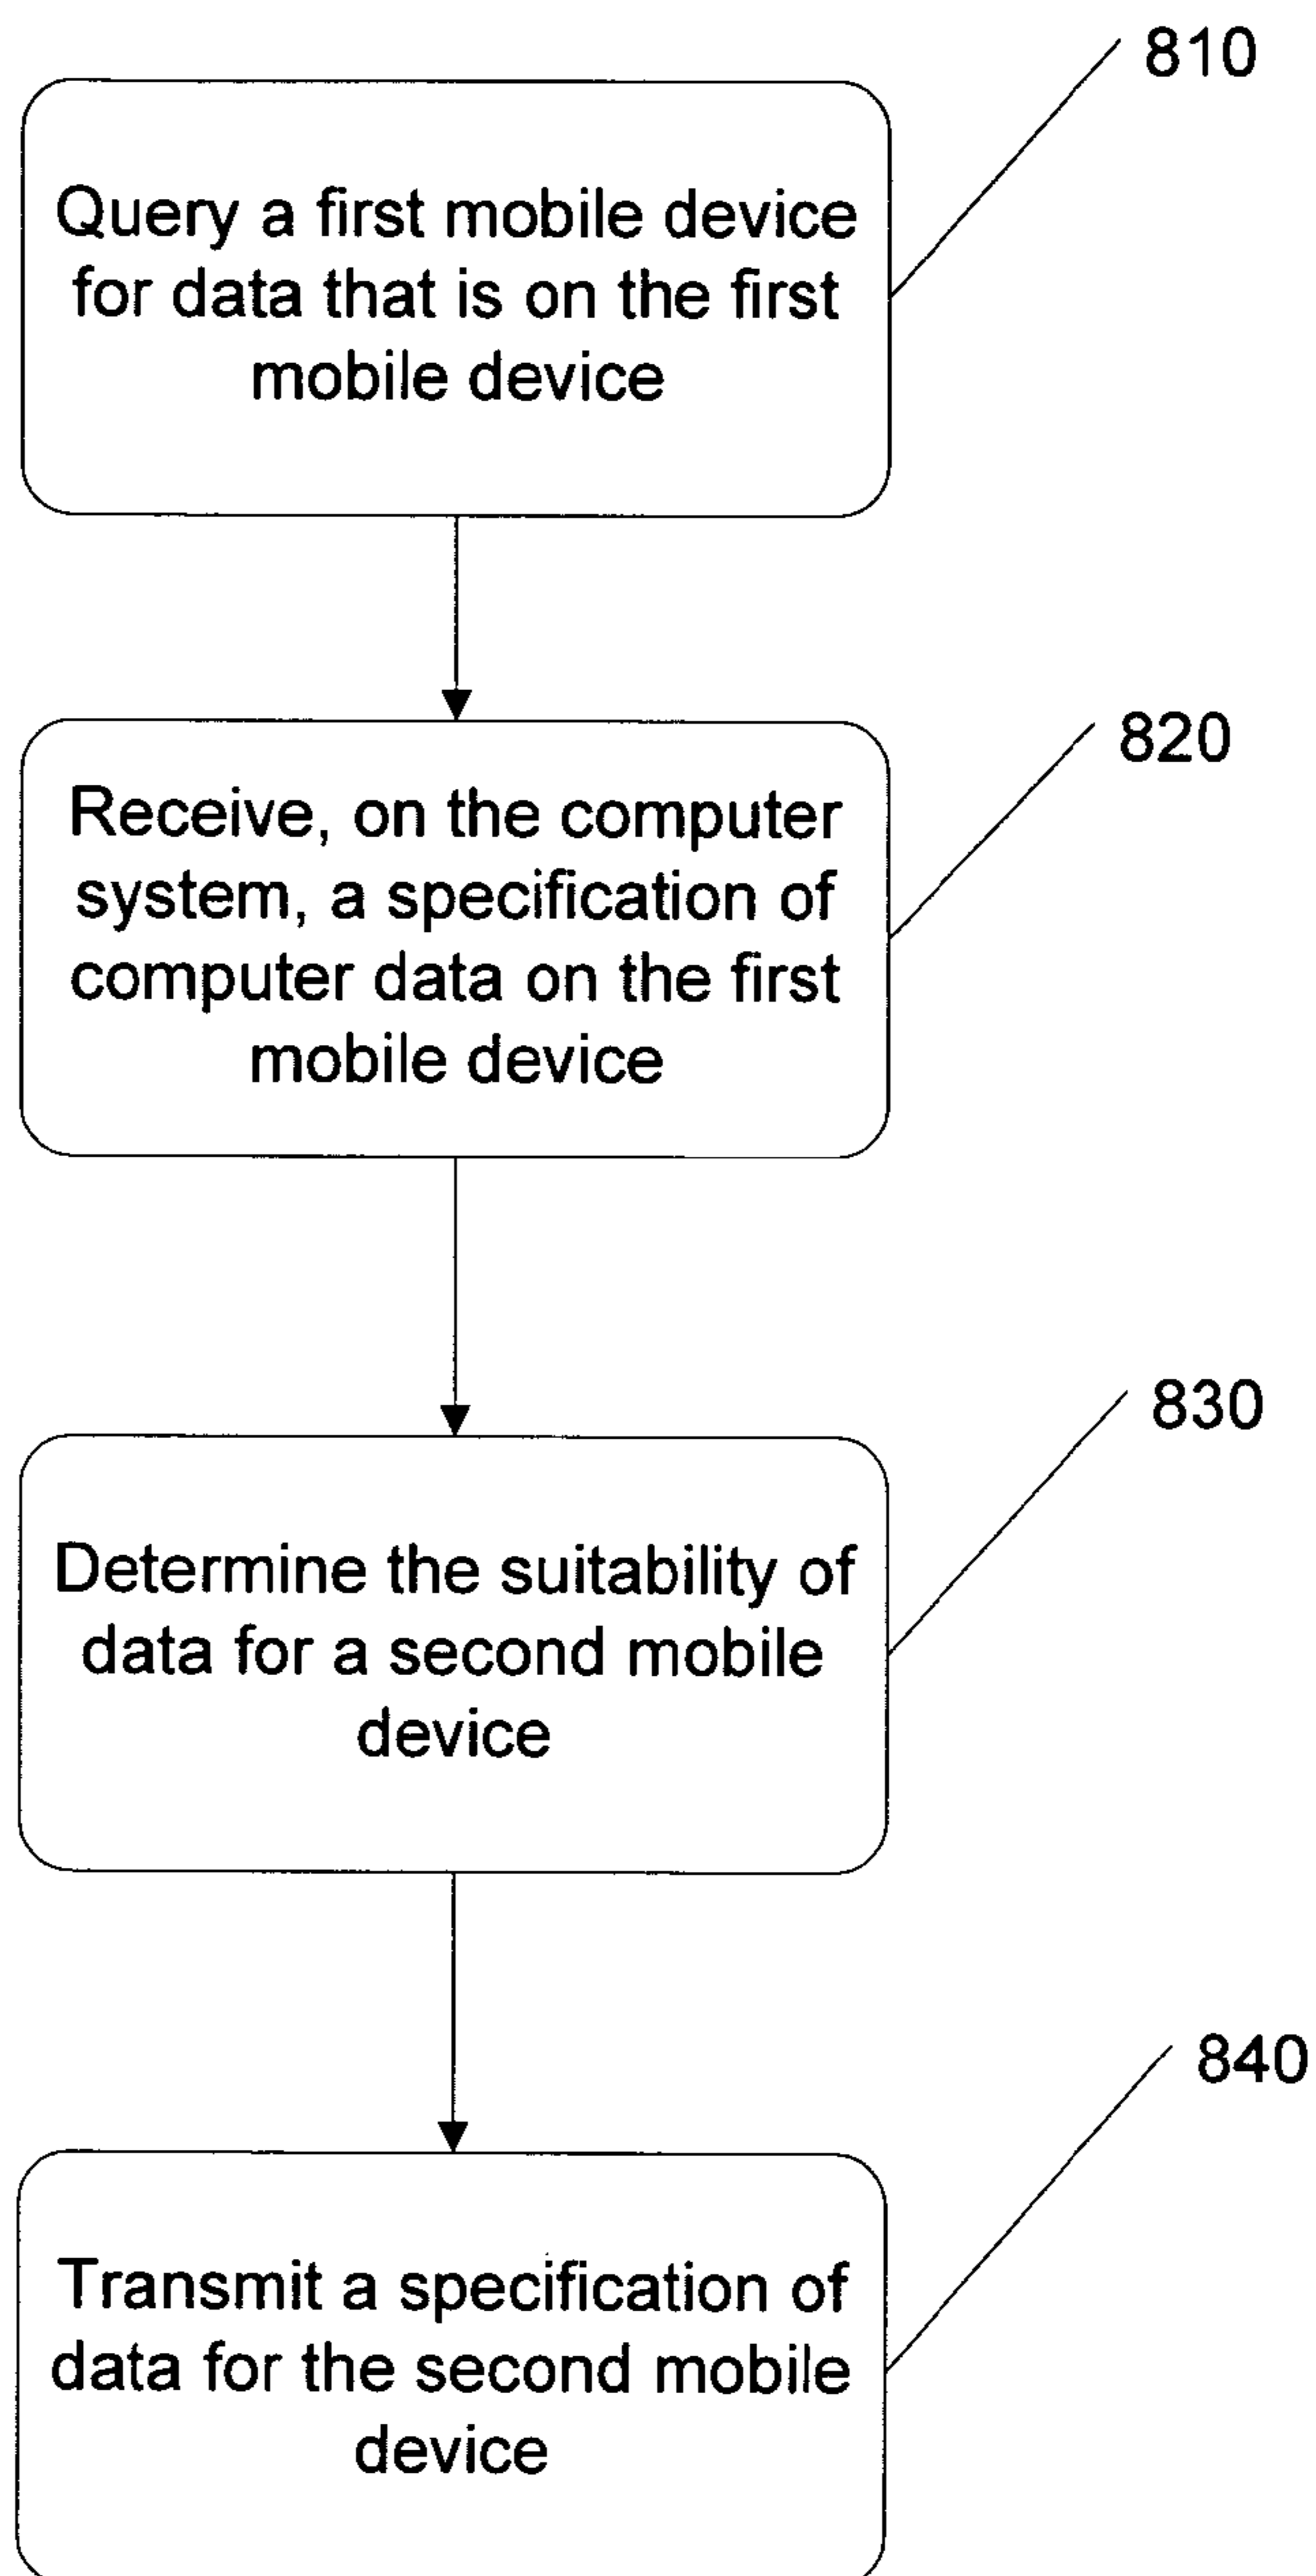 810
Query a first mobile device
for data that is on the first
mobile device
820
Receive, on the computer
system, a specification of
computer data on the first
mobile device
830
Determine the suitability of
data for a second mobile
device
840
Transmit a specification of
data for the second mobile
device